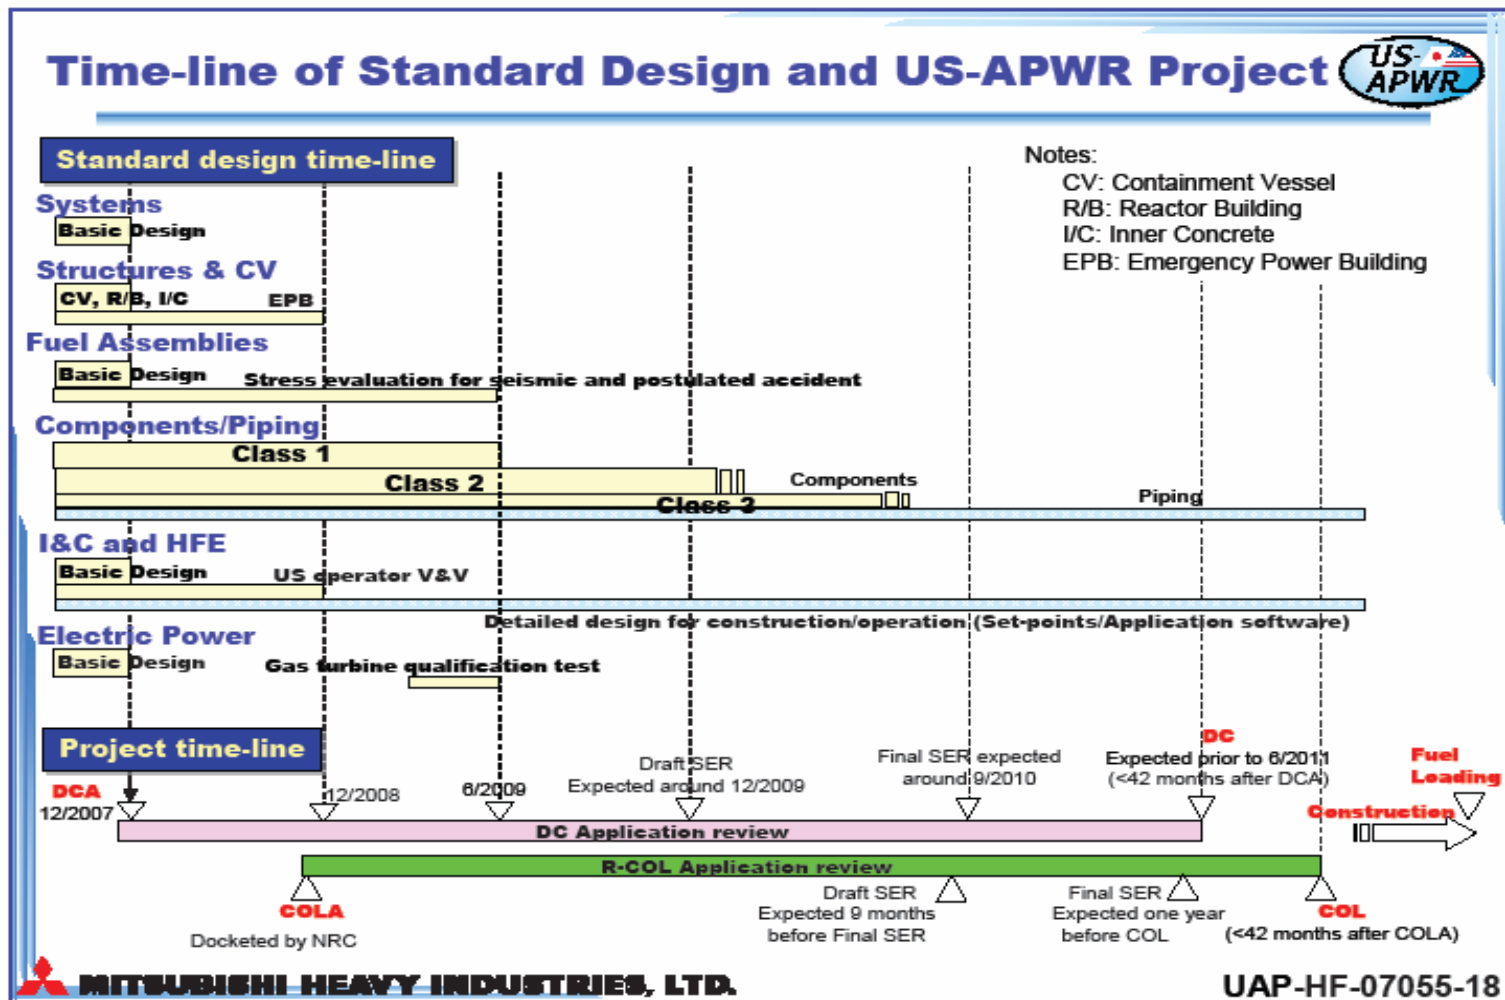 Time-line of Standard Design and US-APWR Project
US-
APWR
Standard design time-line
Notes:
CV: Containment Vessel
R/B: Reactor Building
I/C: Inner Concrete
EPB: Emergency Power Building
Systems
Basic Design
Structures & CV
CV, R/B, I/C
EPB
Fuel Assemblies
Basic Design
Stress evaluation for seismic and postulated accident
Components/Piping
Class 1
Class 2
Components
Class 3
Piping
I&C and HFE
Basic Design
US operator V&V
Detailed design for construction/operation (Set-points/Application software)
Electric Power
Basic Design
Gas turbine qualification test
Project time-line
DCA
12/2007
12/2008
6/2009
Draft SER
Expected around 12/2009
Final SER expected
around 9/2010
DC
Expected prior to 6/2011
(<42 months after DCA)
Fuel
Loading
Construction
DC Application review
R-COL Application review
COLA
Docketed by NRC
Draft SER
Expected 9 months
before Final SER
Final SER
Expected one year
before COL
COL
(<42 months after COLA)
MITSUBISHI HEAVY INDUSTRIES, LTD.
UAP-HF-07055-18